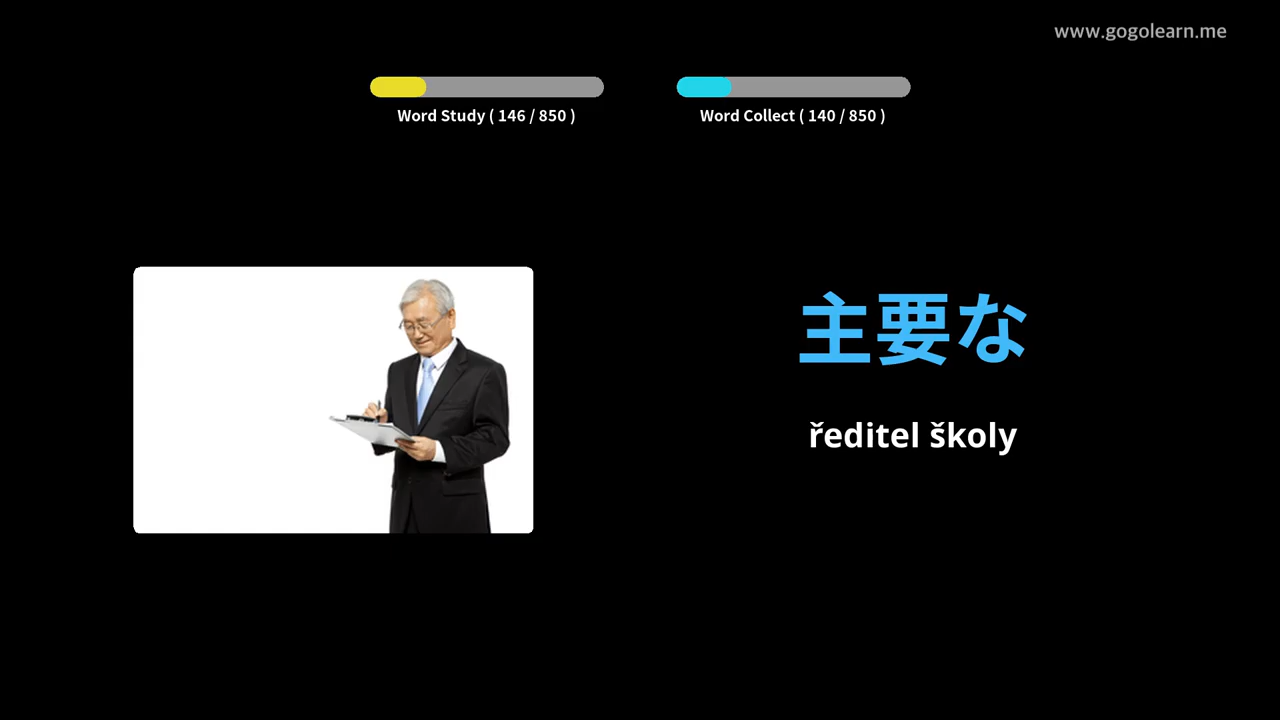 www.gogolearn.me
Word Study ( 146 / 850 )
Word Collect ( 140 / 850 )
主要な
ředitel školy